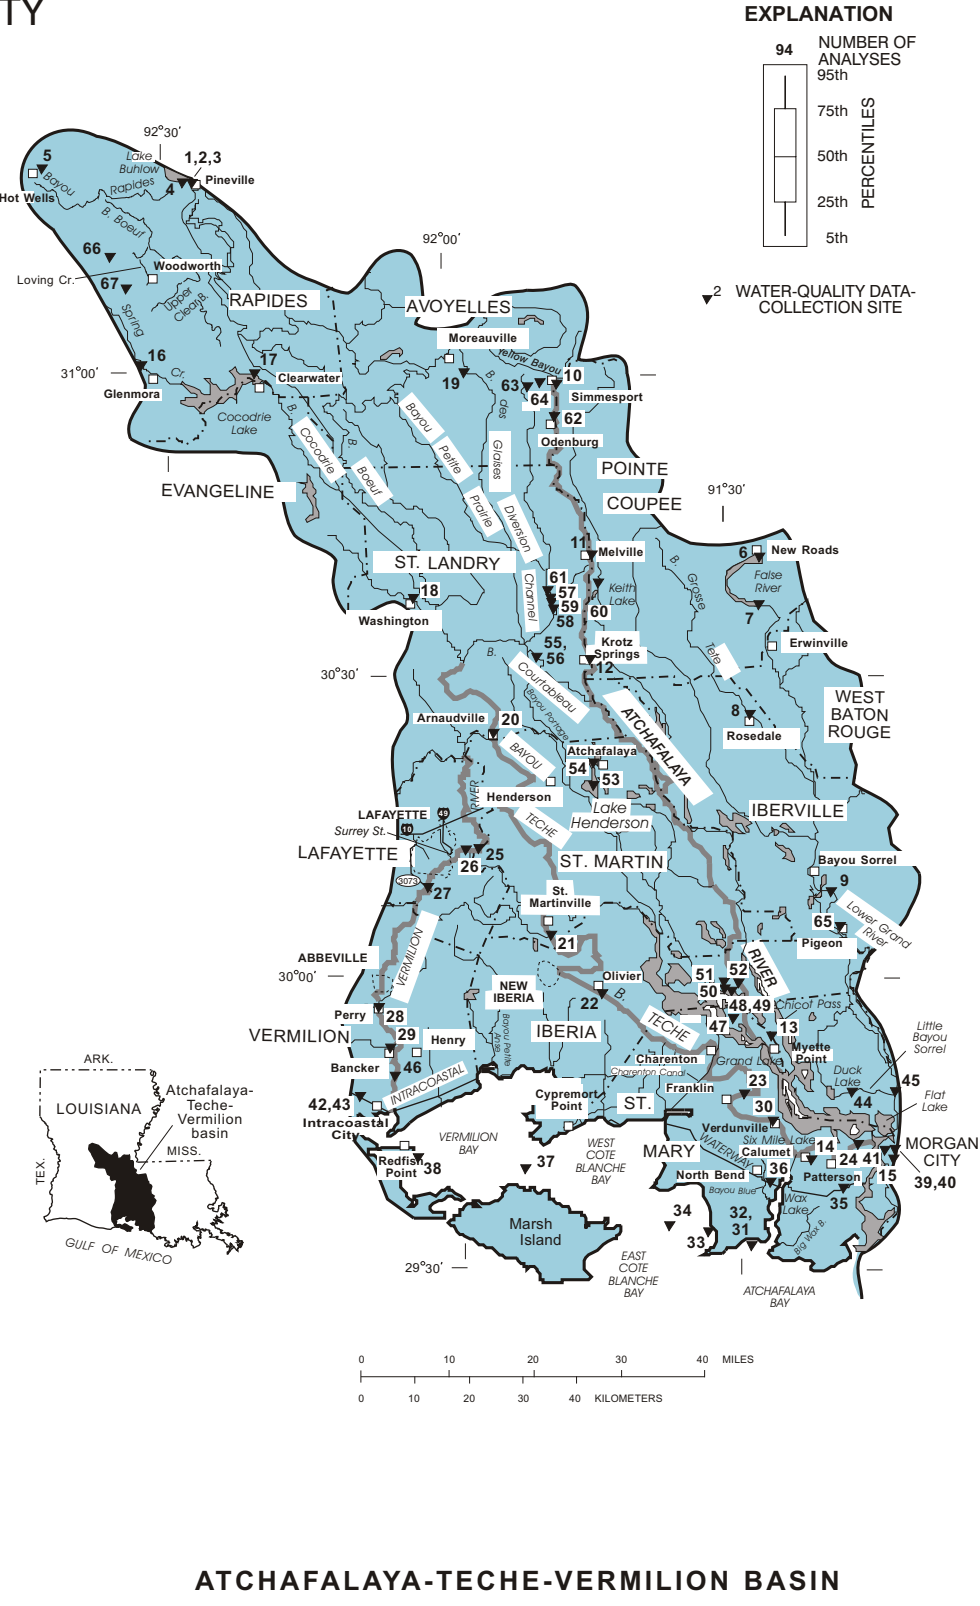 TY
EXPLANATION
94
NUMBER OF
ANALYSES
95th
75th
50th
25th
5th
PERCENTILES
2
WATER-QUALITY DATA-
COLLECTION SITE
92°30′
5
Lake
Buhlow
1,2,3
Pineville
4
Rapides
Bayou
Hot Wells
B. Boeuf
92°00′
66
Loving Cr.
Woodworth
67
Upper
Clear B.
Spring
Cr.
RAPIDES
AVOYELLES
Moreauville
16
17
31°00′
Glenmora
Clearwater
Cocodrie
Lake
19
Yellow Bayou
63
64
10
Simmesport
62
Odenburg
B.
des
Glaises
Diversion
Channel
B.
Cocodrie
B.
Boeuf
Bayou
Petite
Prairie
EVANGELINE
POINTE
COUPEE
91°30′
11
Melville
6
New Roads
False
River
7
B.
Grosse
Tete
ST. LANDRY
18
Washington
61
57
59
58
60
Keith
Lake
Erwinville
B.
Courtableau
55,
56
Krotz
Springs
12
30°30′
WEST
BATON
ROUGE
8
Rosedale
Arnaudville
20
Bayou Portage
ATCHAFALAYA
RIVER
BAYOU
TECHE
Atchafalaya
54
53
Henderson
Lake
Henderson
IBERVILLE
LAFAYETTE
10
49
Surrey St.
LAFAYETTE
RIVER
25
26
3073
27
ST. MARTIN
Bayou Sorrel
9
65
Pigeon
Lower Grand
River
St.
Martinville
21
VERMILION
ABBEVILLE
30°00′
NEW
IBERIA
Olivier
22
B.
TECHE
51
52
50
48,49
47
Chicot Pass
13
Myette
Point
Perry
28
29
VERMILION
Henry
Bancker
46
INTRACOASTAL
IBERIA
Bayou Petite
Anse
Charenton
Charenton Canal
Grand Lake
Little
Bayou
Sorrel
Duck
Lake
44
45
Flat
Lake
42,43
Intracoastal
City
Cypremort
Point
ST.
MARY
Franklin
23
30
Verdunville
WATERWAY
Six Mile Lake
Calumet
14
MORGAN
CITY
24
41
15
39,40
Redfish
Point
38
VERMILION
BAY
37
WEST
COTE
BLANCHE
BAY
North Bend
36
Bayou Blue
Patterson
35
Wax
Lake
Big Wax B.
34
33
32,
31
Marsh
Island
29°30′
EAST
COTE
BLANCHE
BAY
ATCHAFALAYA
BAY
ARK.
LOUISIANA
TEX.
MISS.
Atchafalaya-
Teche-
Vermilion
basin
GULF OF MEXICO
0 10 20 30 40 MILES
0 10 20 30 40 KILOMETERS
ATCHAFALAYA-TECHE-VERMILION BASIN